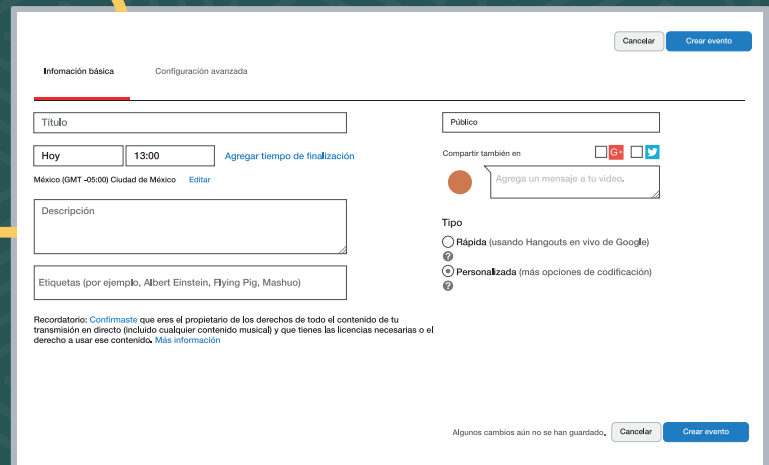 Cancelar
Crear evento
Infomación básica
Configuración avanzada
Título
Público
Hoy
13:00
Agregar tiempo de finalización
Compartir también en
G+
México (GMT -05:00) Ciudad de México
Editar
Agrega un mensaje a tu video.
Descripción
Tipo
Rápida (usando Hangouts en vivo de Google)
?
Personalizada (más opciones de codificación)
?
Etiquetas (por ejemplo, Albert Einstein, Flying Pig, Mashuo)
Recordatorio: Confirmaste que eres el propietario de los derechos de todo el contenido de tu
transmisión en directo (incluido cualquier contenido musical) y que tienes las licencias necesarias o el
derecho a usar ese contenido. Más información
Algunos cambios aún no se han guardado.
Cancelar
Crear evento